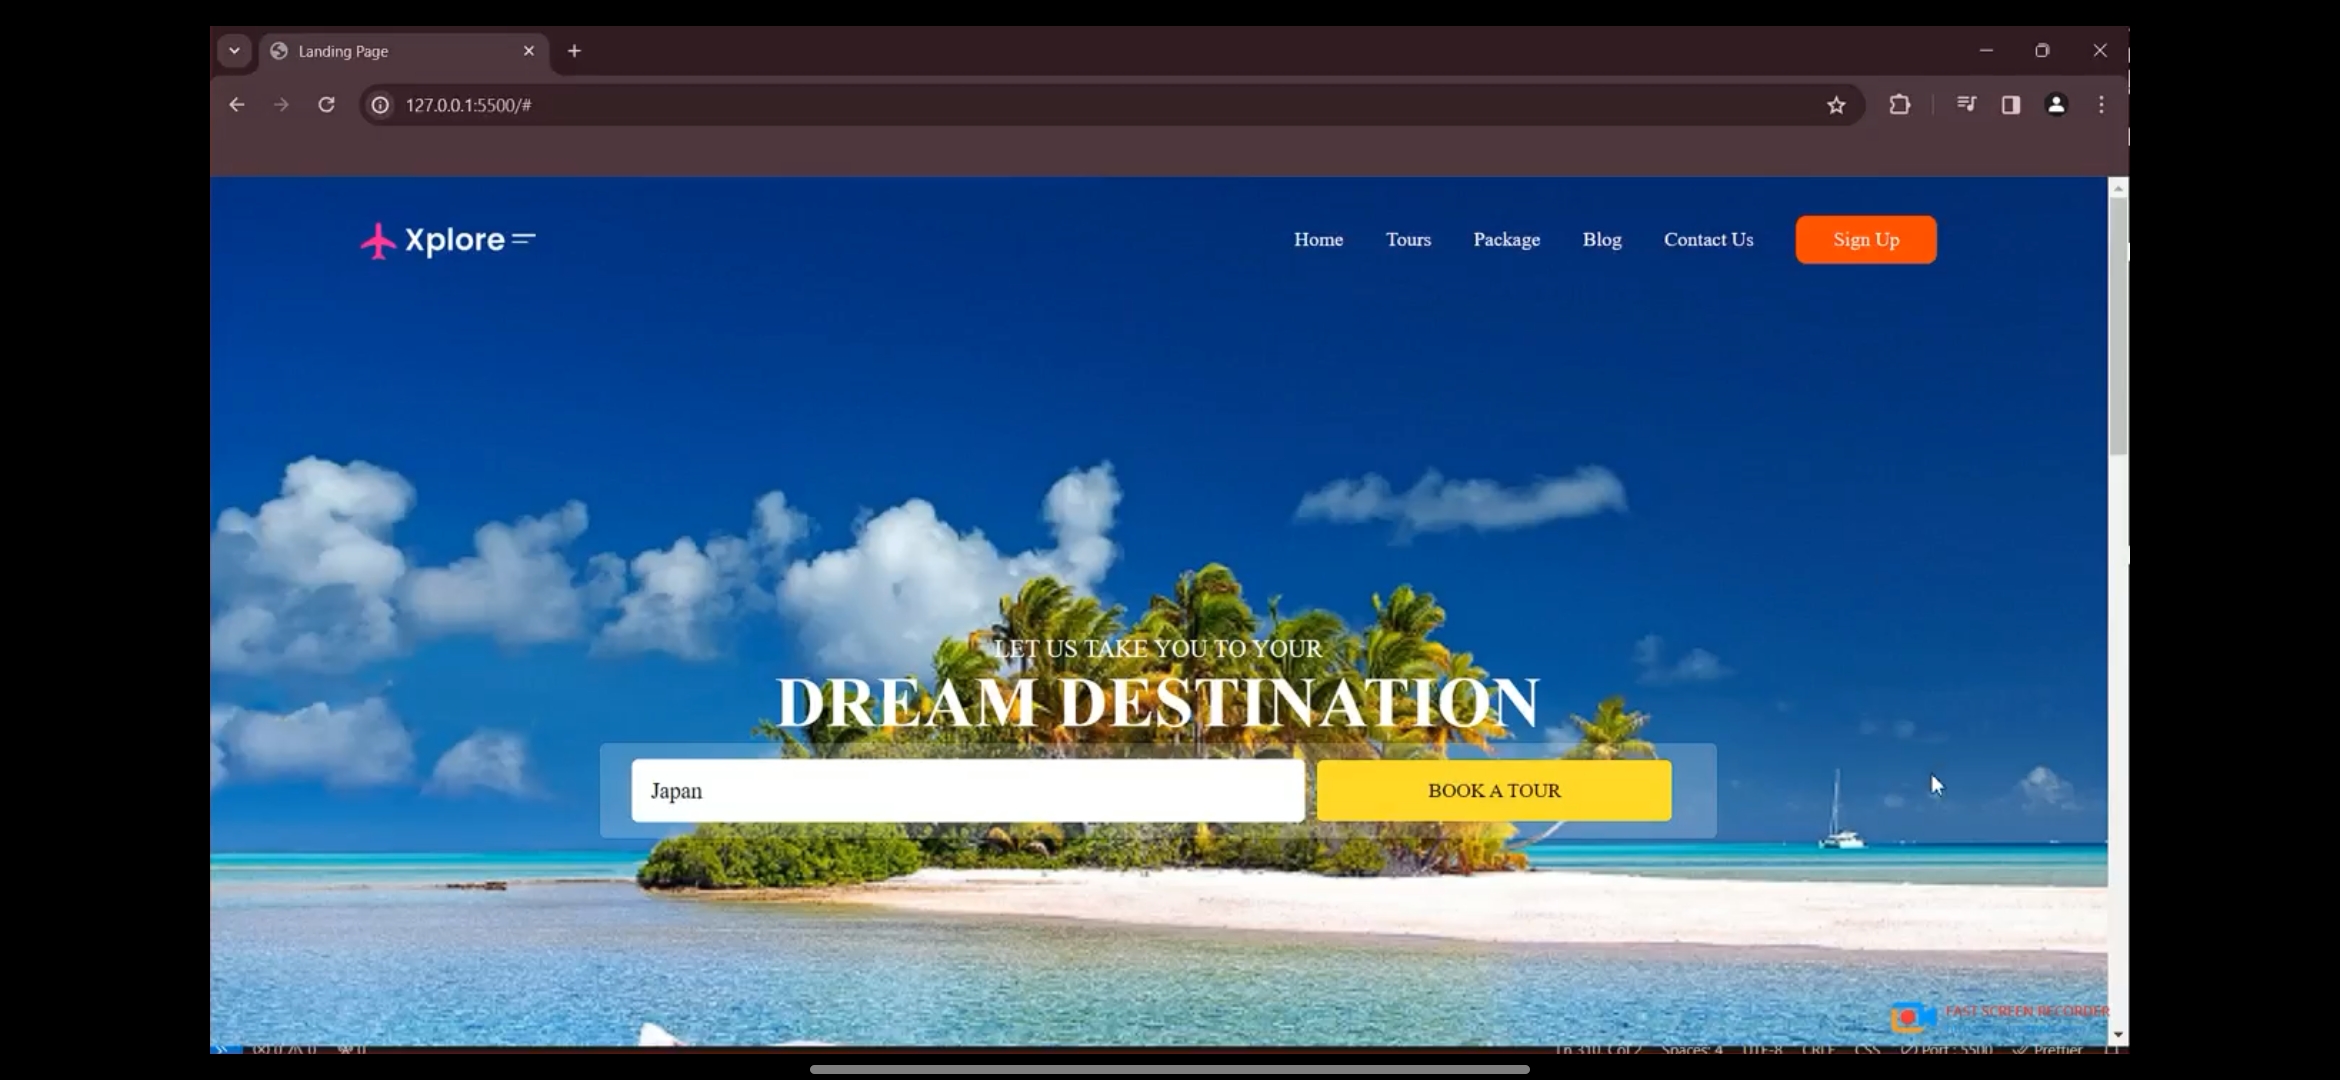 Landing Page
127.0.0.1:5500/#
Xplore
Home Tours Package Blog Contact Us Sign Up
LET US TAKE YOU TO YOUR
DREAM DESTINATION
Japan BOOK A TOUR
FAST SCREEN RECORDER
Ln 310, Col 2 Spaces: 4 UTF-8 CRLF CSS Port : 5500 Prettier